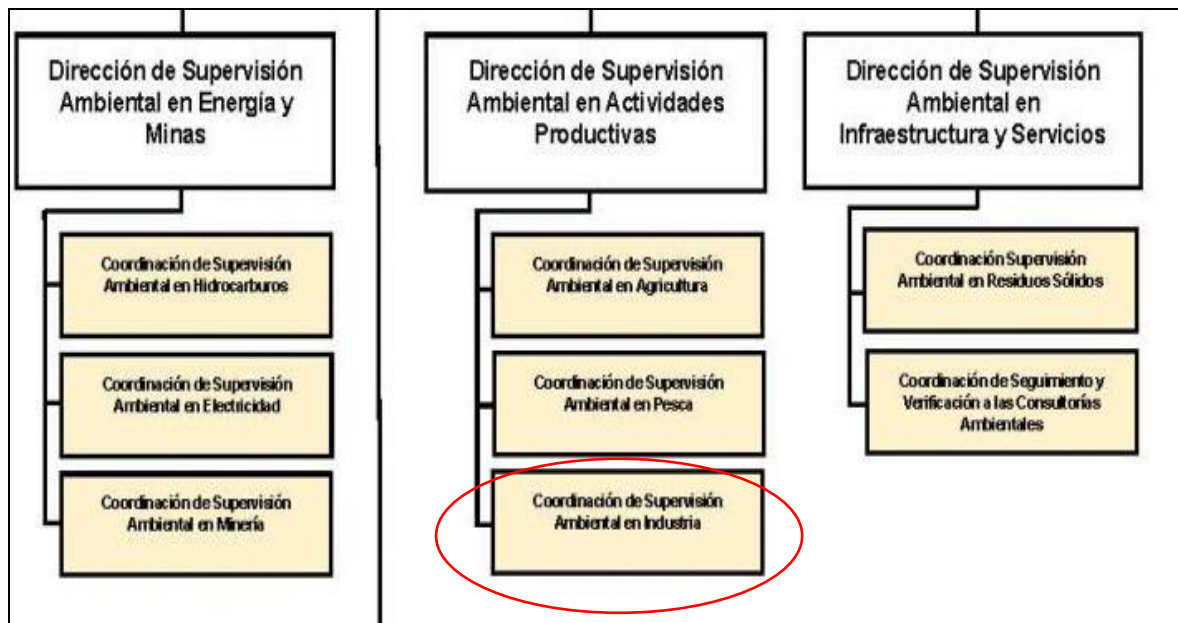 Dirección de Supervisión
Ambiental en Energía y
Minas
Coordinación de Supervisión
Ambiental en Hidrocarburos
Coordinación de Supervisión
Ambiental en Electricidad
Coordinación de Supervisión
Ambiental en Minería
Dirección de Supervisión
Ambiental en Actividades
Productivas
Coordinación de Supervisión
Ambiental en Agricultura
Coordinación de Supervisión
Ambiental en Pesca
Coordinación de Supervisión
Ambiental en Industria
Dirección de Supervisión
Ambiental en
Infraestructura y Servicios
Coordinación Supervisión
Ambiental en Residuos Sólidos
Coordinación de Seguimiento y
Verificación a las Consultorías
Ambientales